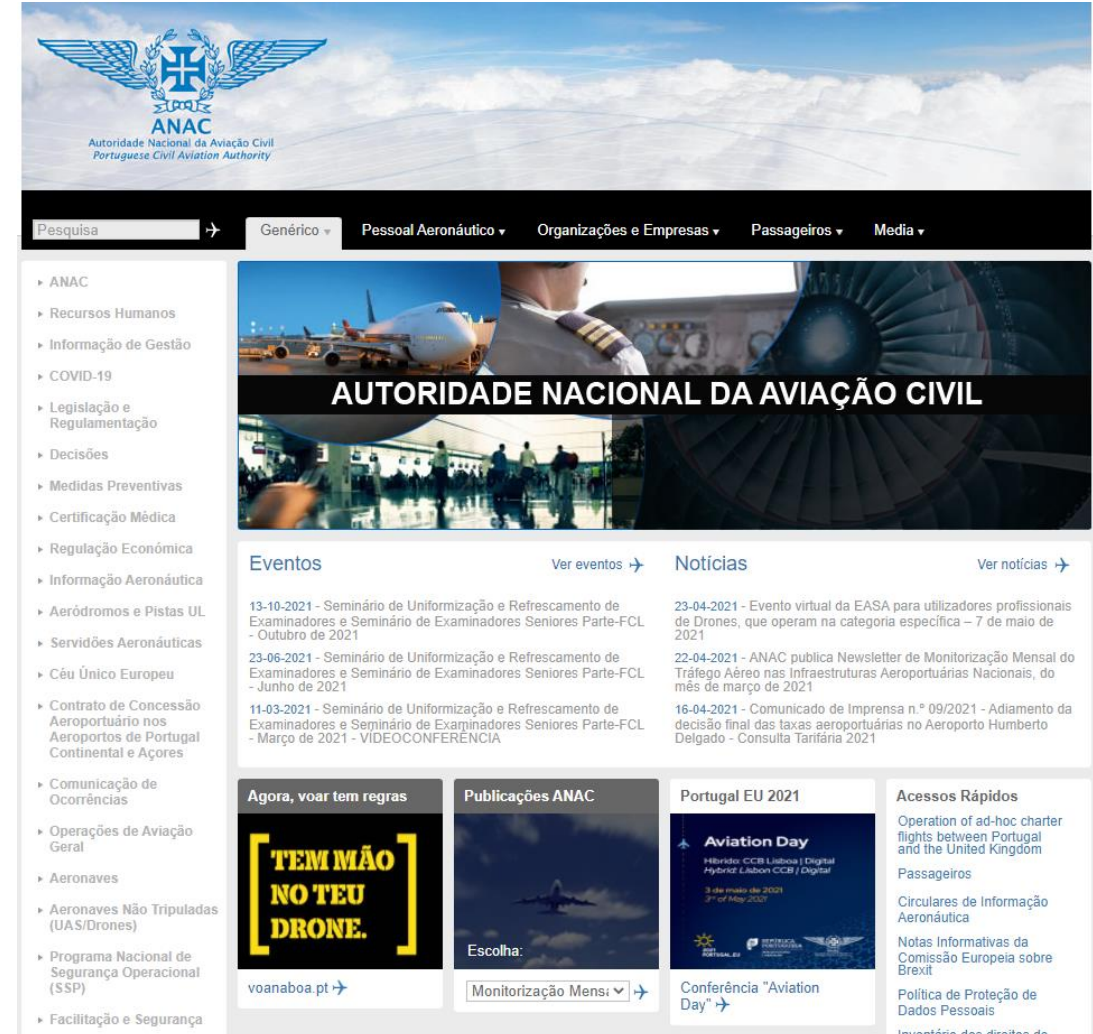 ANAC
Autoridade Nacional da Aviação Civil
Portuguese Civil Aviation Authority
Pesquisa
Genérico
Pessoal Aeronáutico
Organizações e Empresas
Passageiros
Media
ANAC
Recursos Humanos
Informação de Gestão
COVID-19
Legislação e
Regulamentação
Decisões
Medidas Preventivas
Certificação Médica
Regulação Económica
Informação Aeronáutica
Aeródromos e Pistas UL
Servidões Aeronáuticas
Céu Único Europeu
Contrato de Concessão
Aeroportuário nos
Aeroportos de Portugal
Continental e Açores
Comunicação de
Ocorrências
Operações de Aviação
Geral
Aeronaves
Aeronaves Não Tripuladas
(UAS/Drones)
Programa Nacional de
Segurança Operacional
(SSP)
Facilitação e Segurança
AUTORIDADE NACIONAL DA AVIAÇÃO CIVIL
Eventos
Ver eventos
13-10-2021 - Seminário de Uniformização e Refrescamento de
Examinadores e Seminário de Examinadores Seniores Parte-FCL
- Outubro de 2021
23-06-2021 - Seminário de Uniformização e Refrescamento de
Examinadores e Seminário de Examinadores Seniores Parte-FCL
- Junho de 2021
11-03-2021 - Seminário de Uniformização e Refrescamento de
Examinadores e Seminário de Examinadores Seniores Parte-FCL
- Março de 2021 - VIDEOCONFERÊNCIA
Notícias
Ver notícias
23-04-2021 - Evento virtual da EASA para utilizadores profissionais
de Drones, que operam na categoria específica – 7 de maio de
2021
22-04-2021 - ANAC publica Newsletter de Monitorização Mensal do
Tráfego Aéreo nas Infraestruturas Aeroportuárias Nacionais, do
mês de março de 2021
16-04-2021 - Comunicado de Imprensa n.º 09/2021 - Adiamento da
decisão final das taxas aeroportuárias no Aeroporto Humberto
Delgado - Consulta Tarifária 2021
Agora, voar tem regras
TEM MÃO
NO TEU
DRONE.
voanaboa.pt
Publicações ANAC
Escolha:
Monitorização Mens
Portugal EU 2021
Aviation Day
Híbrido: CCB Lisboa | Digital
Hybrid: Lisbon CCB | Digital
3 de maio de 2021
3rd of May 2021
Conferência "Aviation
Day"
Acessos Rápidos
Operation of ad-hoc charter
flights between Portugal
and the United Kingdom
Passageiros
Circulares de Informação
Aeronáutica
Notas Informativas da
Comissão Europeia sobre
Brexit
Política de Proteção de
Dados Pessoais